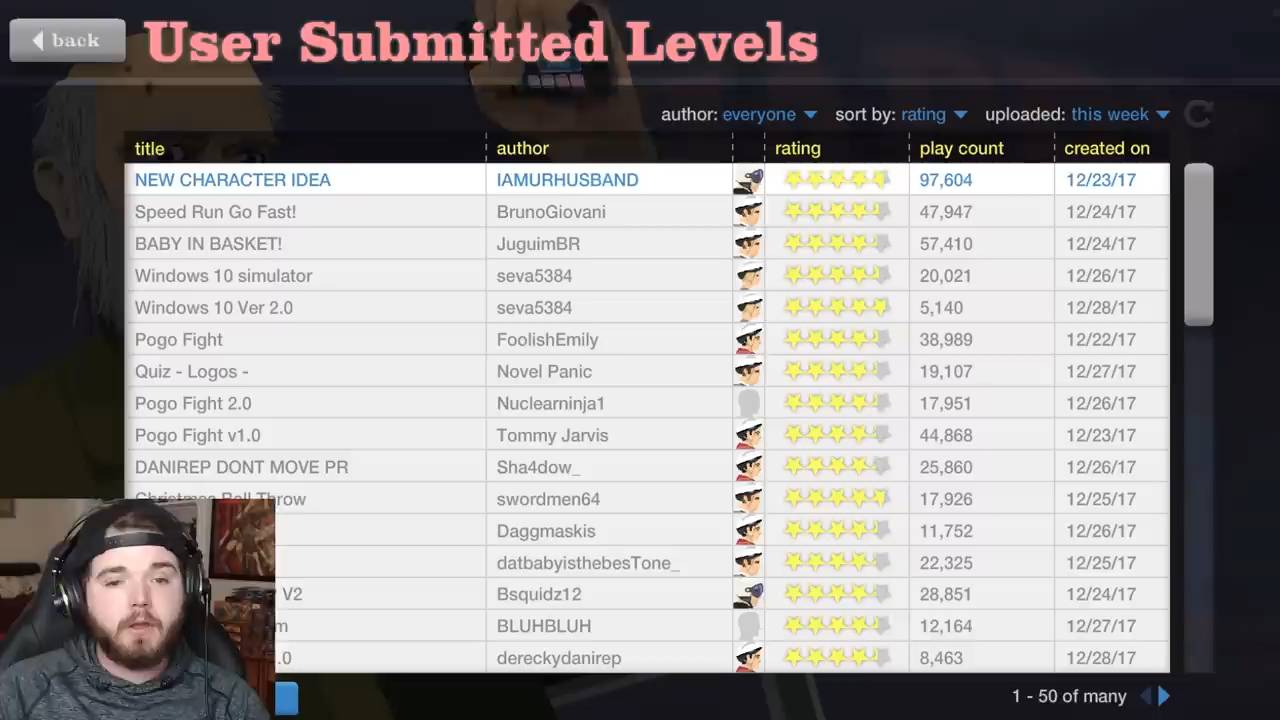 back
User Submitted Levels
author: everyone sort by: rating uploaded: this week
title author rating play count created on
NEW CHARACTER IDEA IAMURHUSBAND 97,604 12/23/17
Speed Run Go Fast! BrunoGiovani 47,947 12/24/17
BABY IN BASKET! JuguimBR 57,410 12/24/17
Windows 10 simulator seva5384 20,021 12/26/17
Windows 10 Ver 2.0 seva5384 5,140 12/28/17
Pogo Fight FoolishEmily 38,989 12/22/17
Quiz - Logos - Novel Panic 19,107 12/27/17
Pogo Fight 2.0 Nuclearninja1 17,951 12/26/17
Pogo Fight v1.0 Tommy Jarvis 44,868 12/23/17
DANIREP DONT MOVE PR Sha4dow_ 25,860 12/26/17
Christmas Ball Throw swordmen64 17,926 12/25/17
Daggmaskis 11,752 12/26/17
datbabyisthebesTone_ 22,325 12/25/17
V2 Bsquidz12 28,851 12/24/17
m BLUHBLUH 12,164 12/27/17
.0 dereckydanirep 8,463 12/28/17
1 - 50 of many